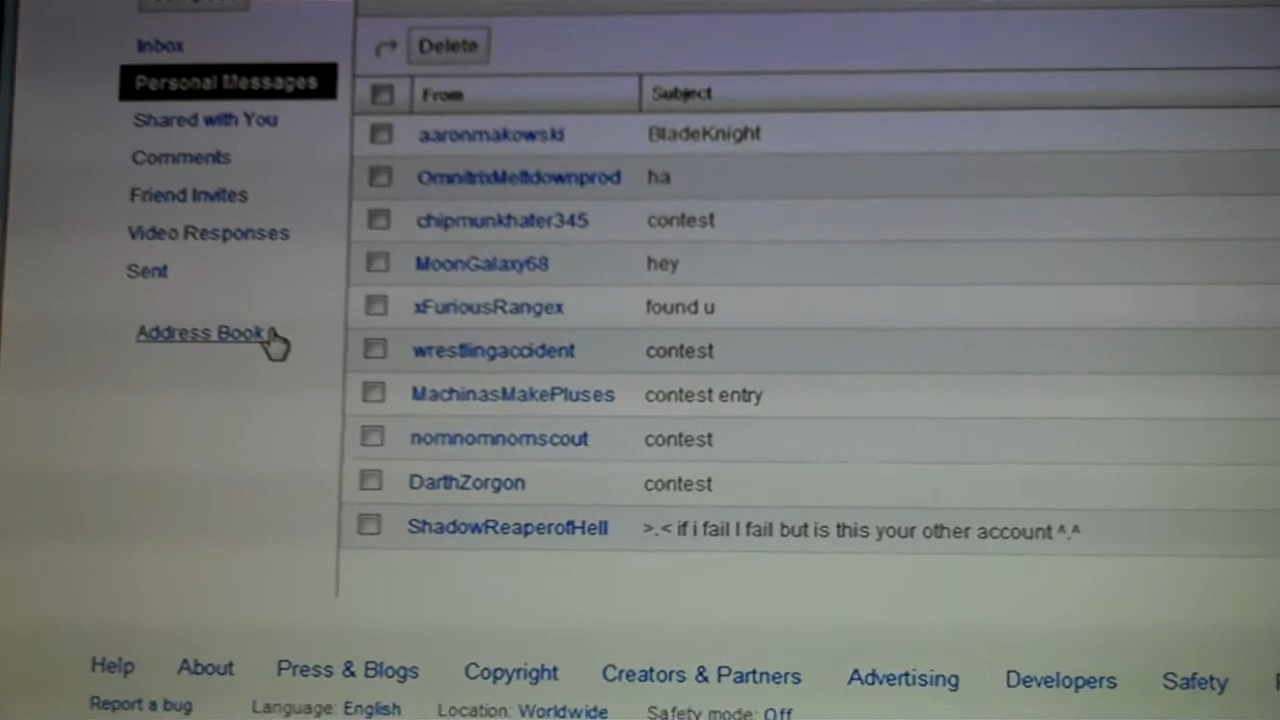 Inbox
Personal Messages
Shared with You
Comments
Friend Invites
Video Responses
Sent
Address Book
Delete
From Subject
aaronmakowski BladeKnight
OmnitrixMeltdownprod ha
chipmunkhater345 contest
MoonGalaxy68 hey
xFuriousRangex found u
wrestlingaccident contest
MachinasMakePluses contest entry
nomnomnomscout contest
DarthZorgon contest
ShadowReaperofHell >.< if i fail I fail but is this your other account ^.^
Help About Press & Blogs Copyright Creators & Partners Advertising Developers Safety
Report a bug Language: English Location: Worldwide Safety mode: Off